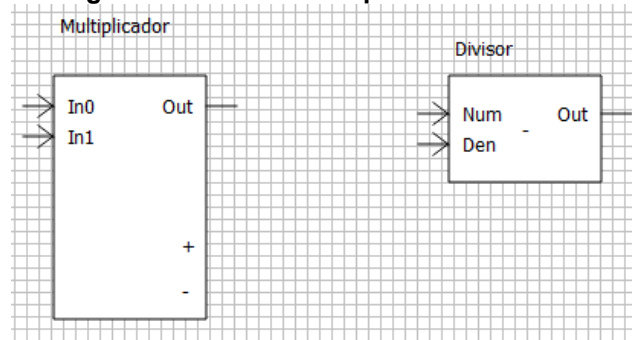 Multiplicador
In0 Out
In1
+
-
Divisor
Num Out
-
Den